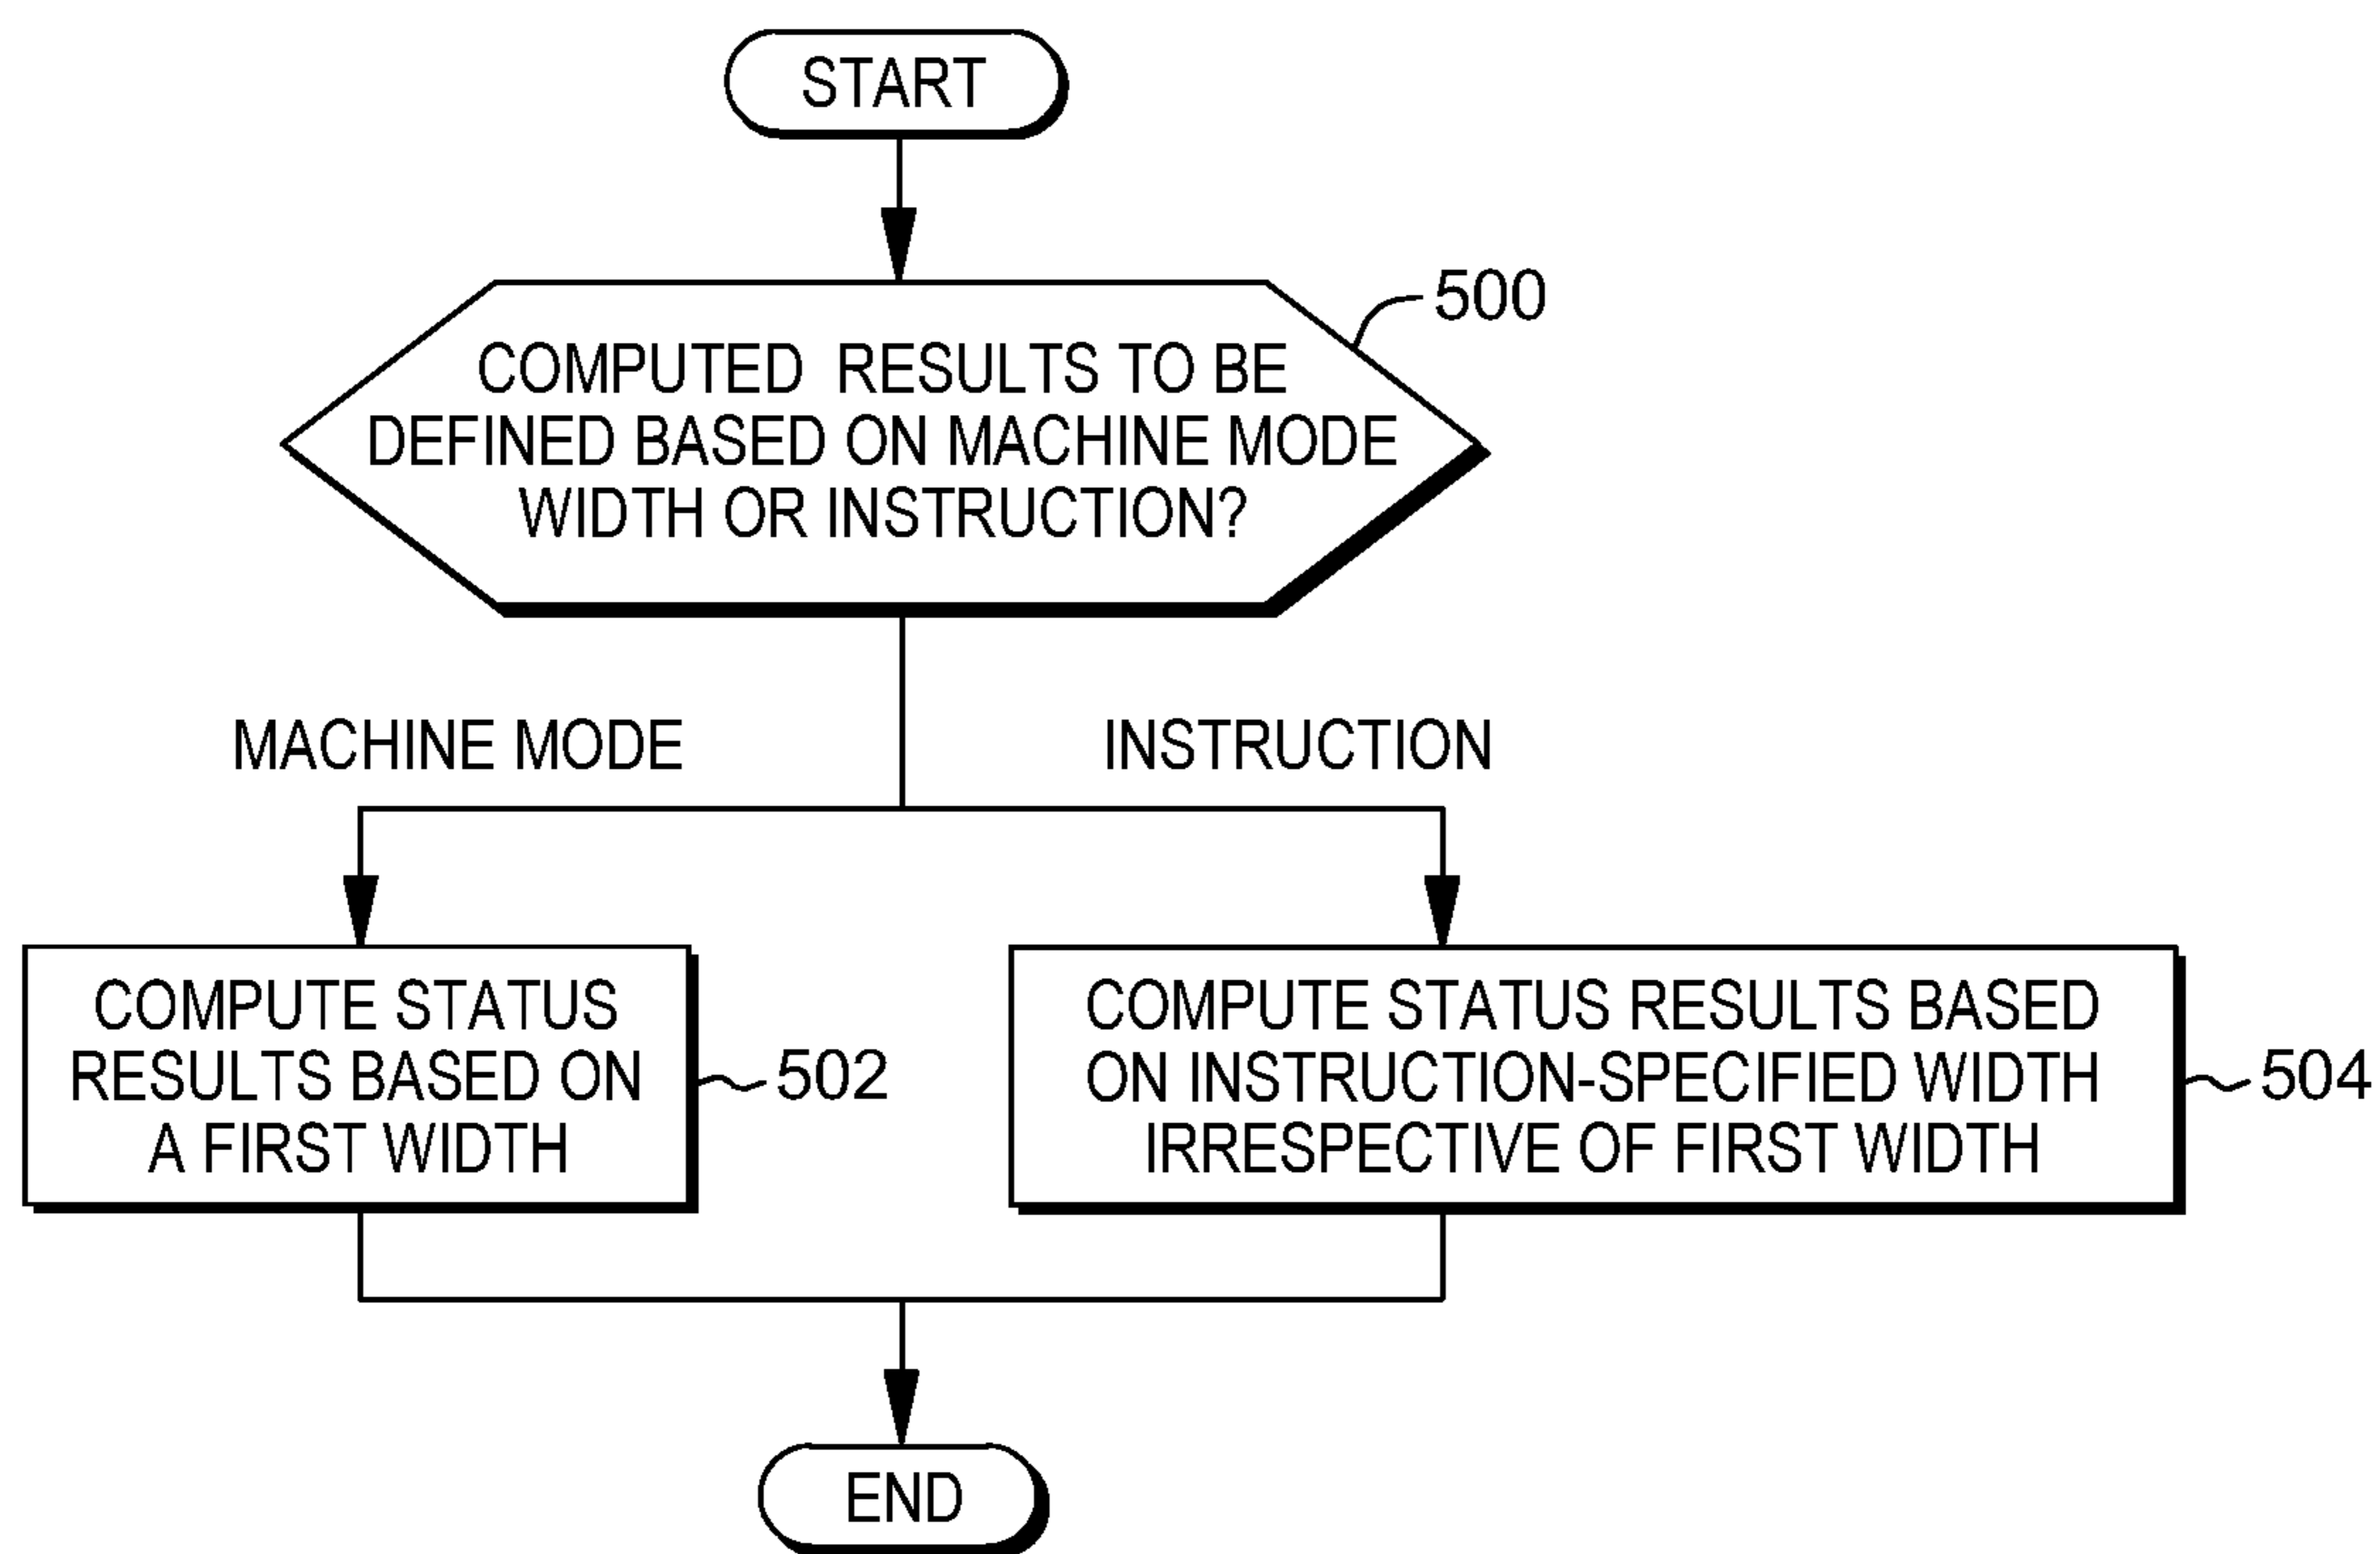 START
500
COMPUTED RESULTS TO BE
DEFINED BASED ON MACHINE MODE
WIDTH OR INSTRUCTION?
MACHINE MODE
INSTRUCTION
COMPUTE STATUS
RESULTS BASED ON
A FIRST WIDTH
502
COMPUTE STATUS RESULTS BASED
ON INSTRUCTION-SPECIFIED WIDTH
IRRESPECTIVE OF FIRST WIDTH
504
END